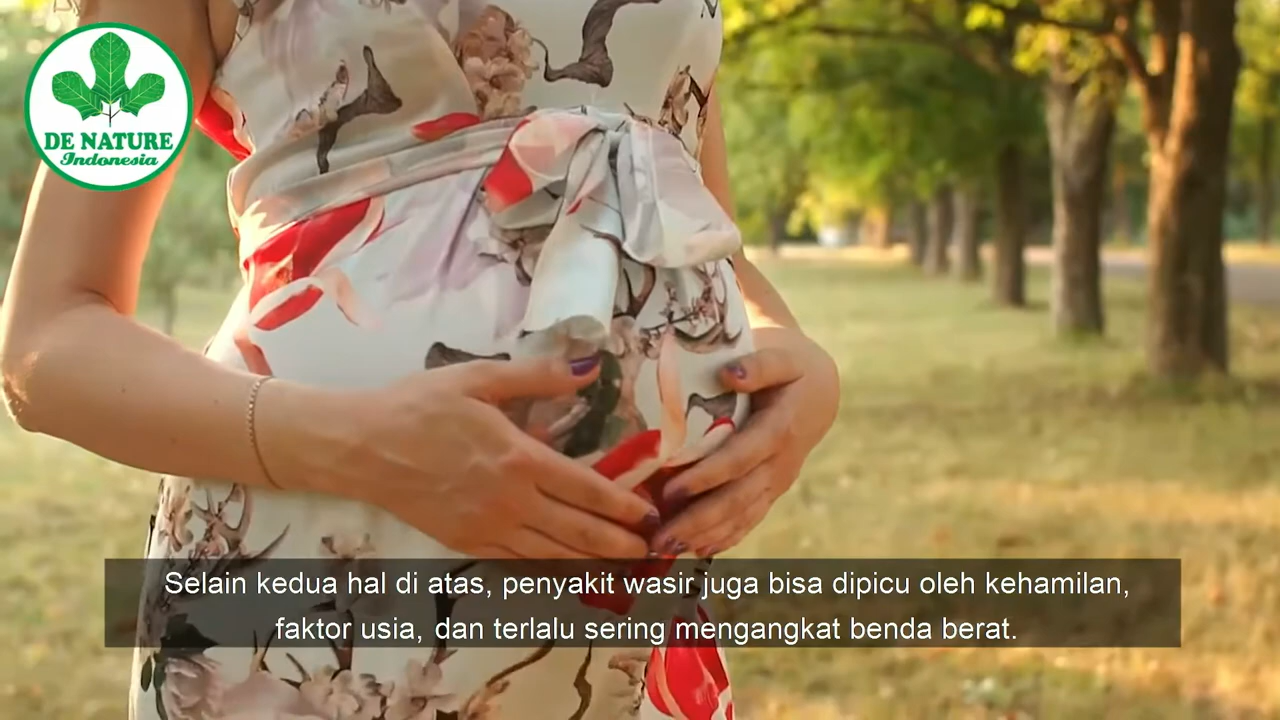 DE NATURE
Indonesia
Selain kedua hal di atas, penyakit wasir juga bisa dipicu oleh kehamilan,
faktor usia, dan terlalu sering mengangkat benda berat.